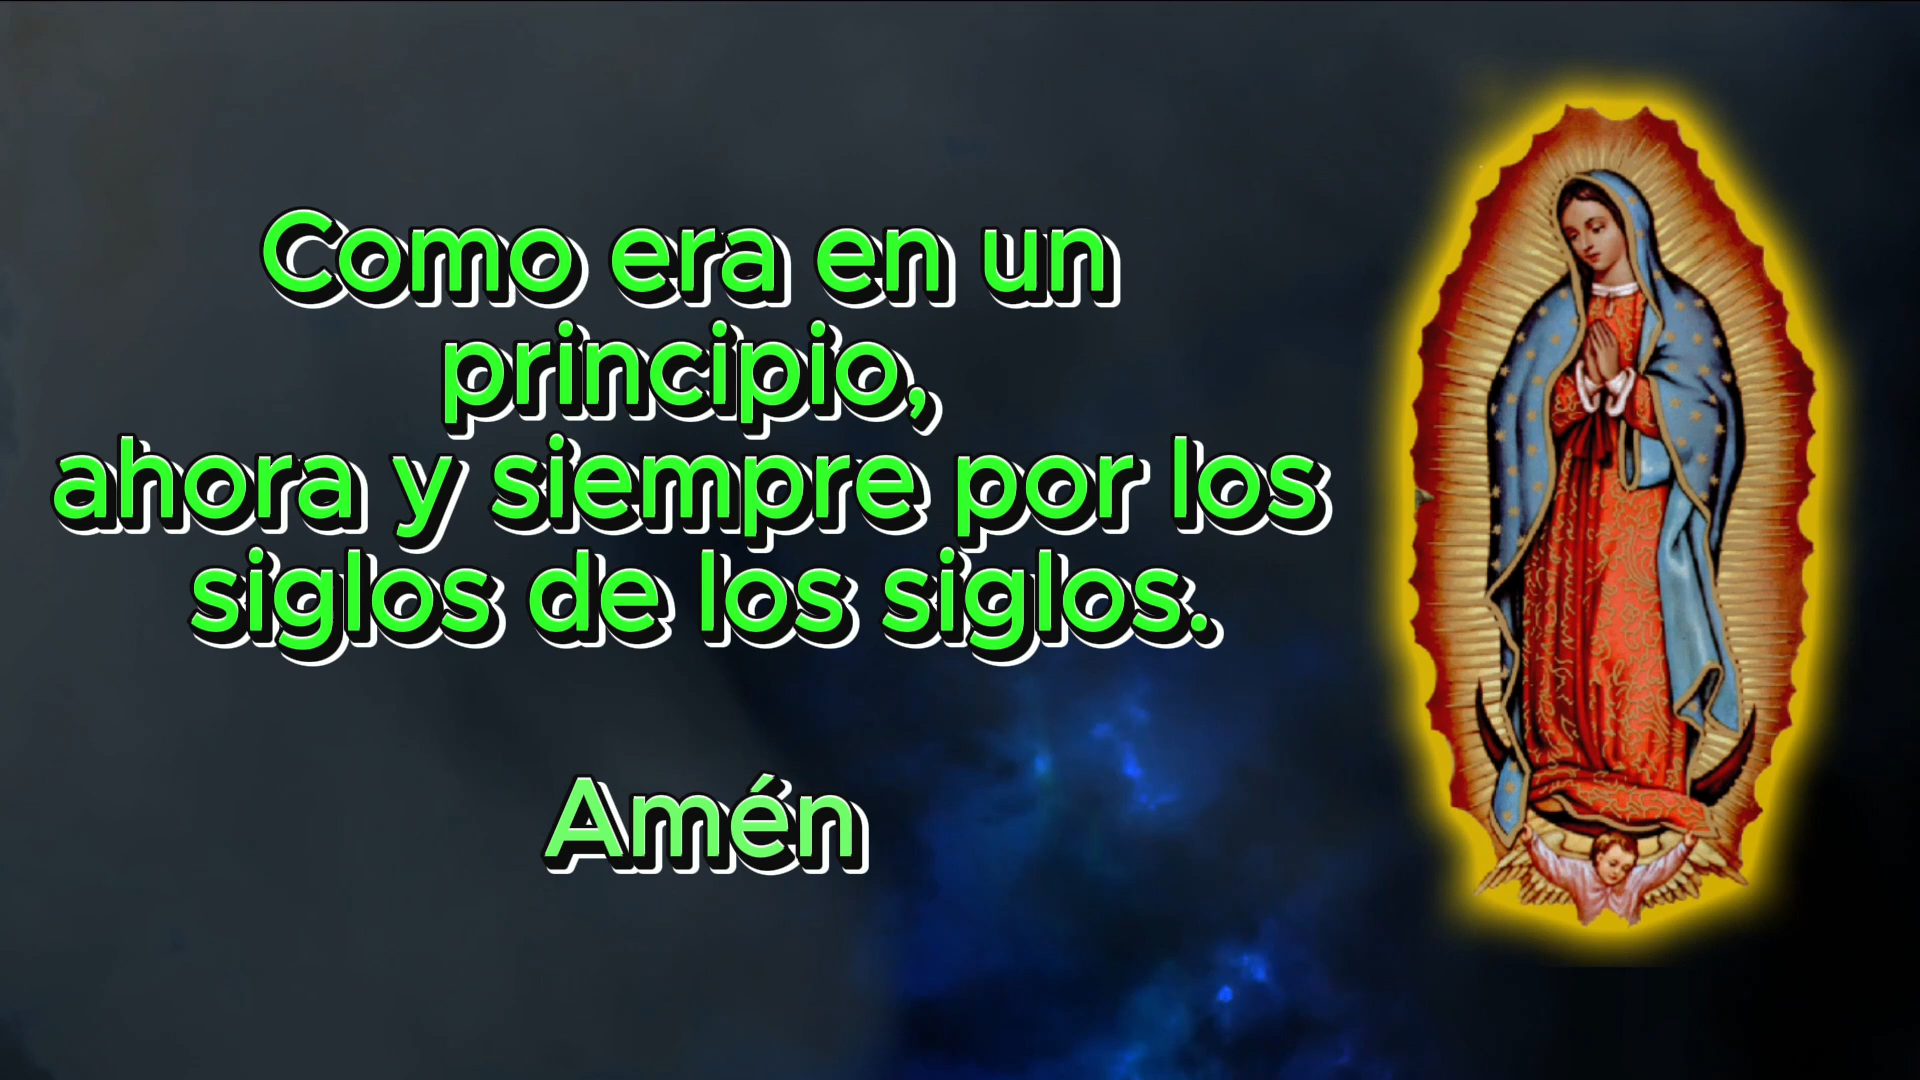 Como era en un
principio,
ahora y siempre por los
siglos de los siglos.
Amén